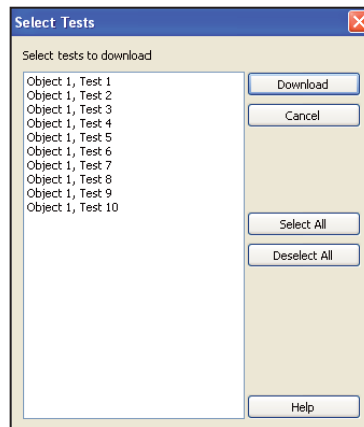 Select Tests
Select tests to download
Object 1, Test 1
Object 1, Test 2
Object 1, Test 3
Object 1, Test 4
Object 1, Test 5
Object 1, Test 6
Object 1, Test 7
Object 1, Test 8
Object 1, Test 9
Object 1, Test 10
Download
Cancel
Select All
Deselect All
Help